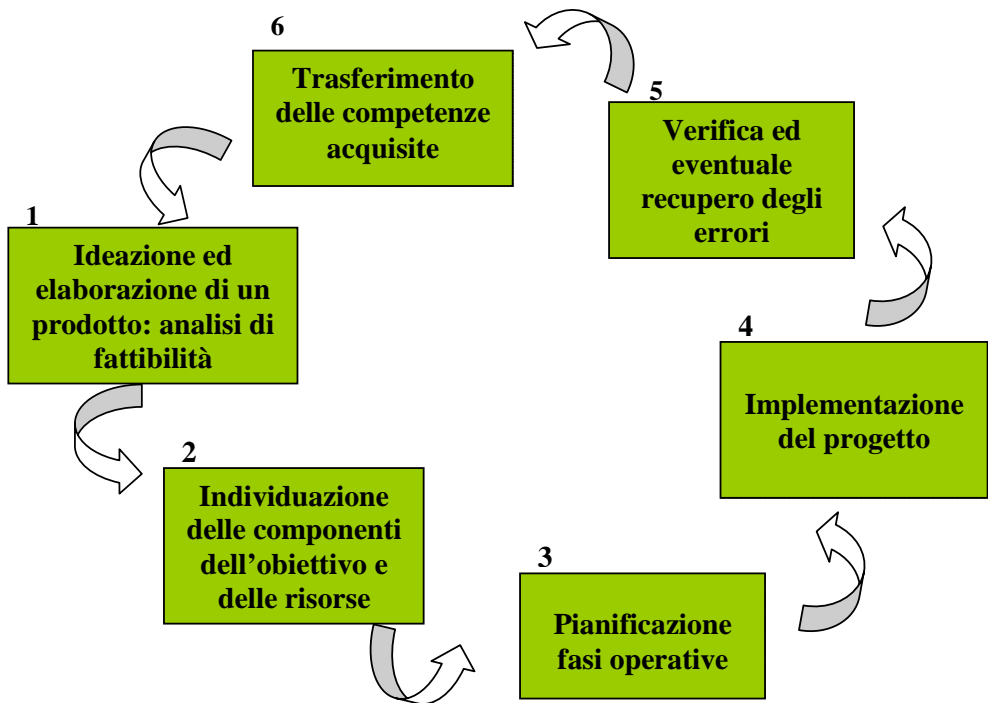 1
Ideazione ed
elaborazione di un
prodotto: analisi di
fattibilità
2
Individuazione
delle componenti
dell’obiettivo e
delle risorse
3
Pianificazione
fasi operative
4
Implementazione
del progetto
5
Verifica ed
eventuale
recupero degli
errori
6
Trasferimento
delle competenze
acquisite